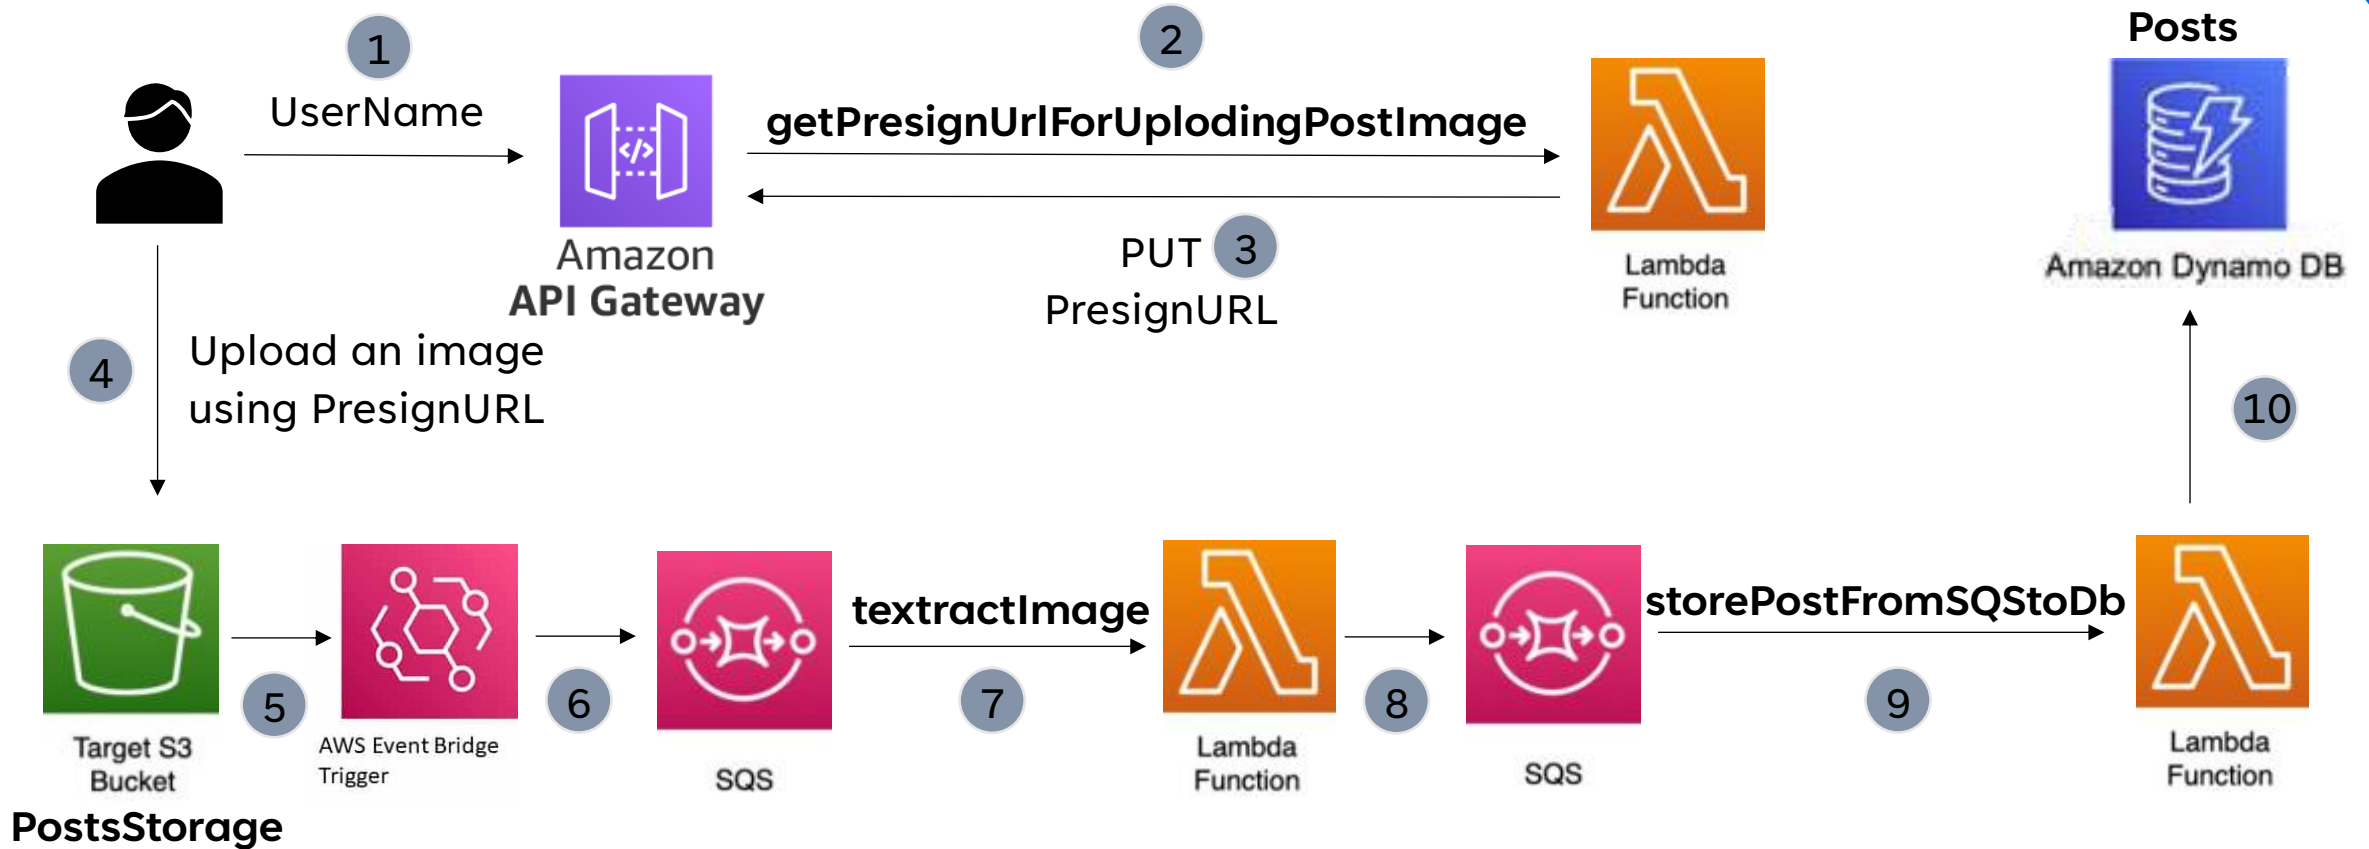 1
UserName
2
getPresignUrlForUplodingPostImage
Posts
Amazon
API Gateway
PUT 3
PresignURL
Lambda
Function
Amazon Dynamo DB
4
Upload an image
using PresignURL
10
5
6
textractImage
7
8
storePostFromSQStoDb
9
Target S3
Bucket
PostsStorage
AWS Event Bridge
Trigger
SQS
Lambda
Function
SQS
Lambda
Function